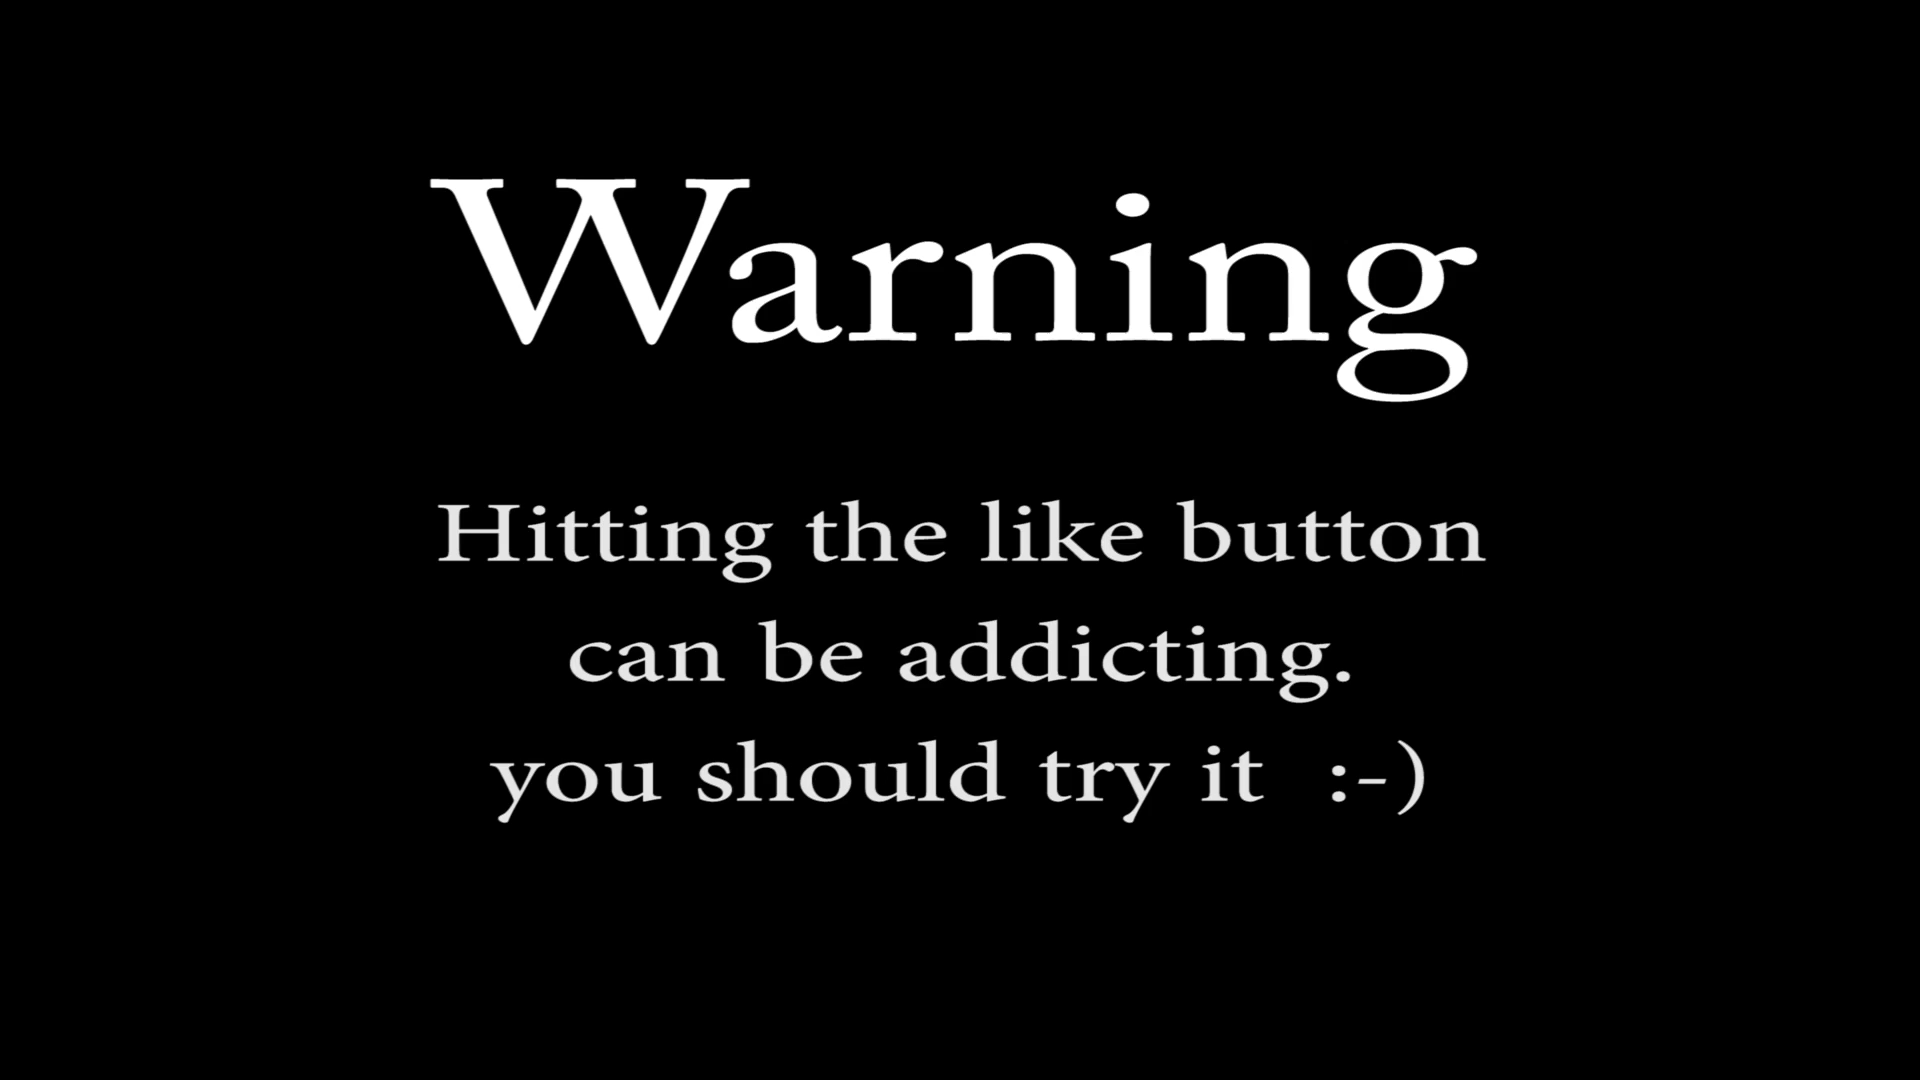 Warning
Hitting the like button
can be addicting.
you should try it  :-)